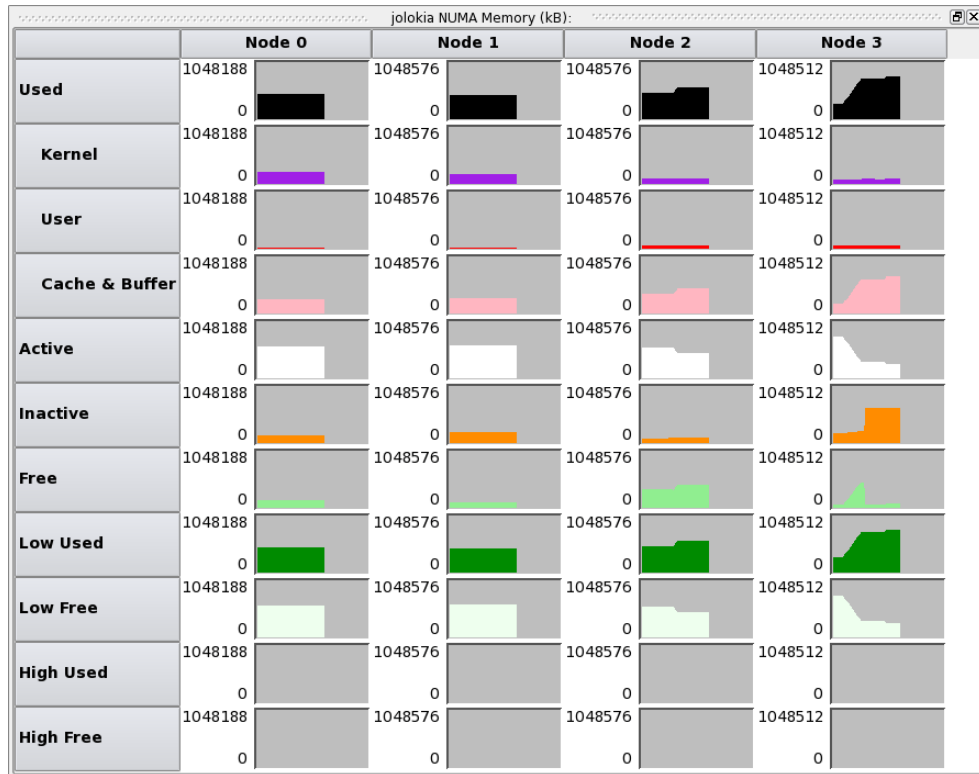 jolokia NUMA Memory (kB):
Node 0 Node 1 Node 2 Node 3
Used 1048188 0 1048576 0 1048576 0 1048512 0
Kernel 1048188 0 1048576 0 1048576 0 1048512 0
User 1048188 0 1048576 0 1048576 0 1048512 0
Cache & Buffer 1048188 0 1048576 0 1048576 0 1048512 0
Active 1048188 0 1048576 0 1048576 0 1048512 0
Inactive 1048188 0 1048576 0 1048576 0 1048512 0
Free 1048188 0 1048576 0 1048576 0 1048512 0
Low Used 1048188 0 1048576 0 1048576 0 1048512 0
Low Free 1048188 0 1048576 0 1048576 0 1048512 0
High Used 1048188 0 1048576 0 1048576 0 1048512 0
High Free 1048188 0 1048576 0 1048576 0 1048512 0